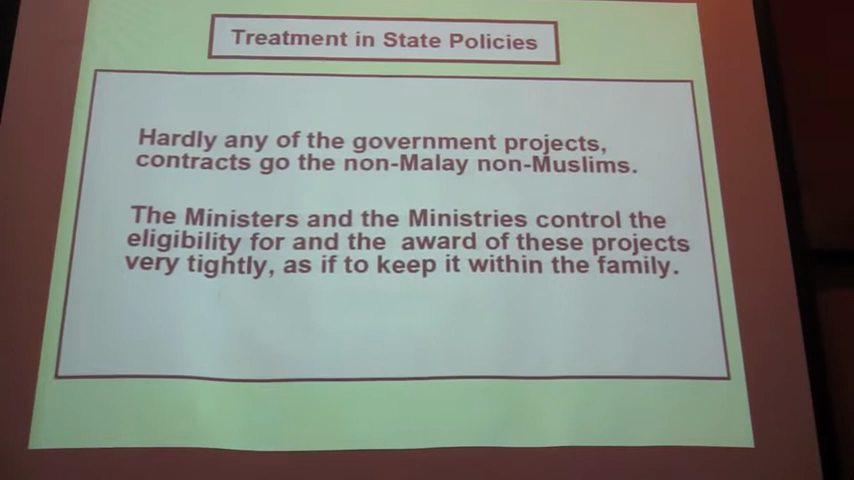 Treatment in State Policies
Hardly any of the government projects,
contracts go the non-Malay non-Muslims.
The Ministers and the Ministries control the
eligibility for and the award of these projects
very tightly, as if to keep it within the family.